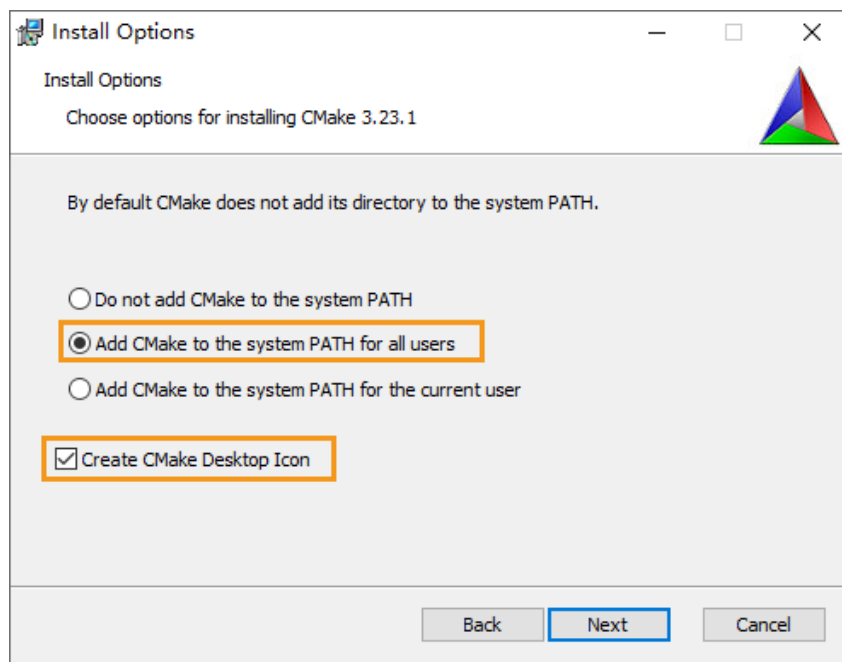 Install Options
Install Options
Choose options for installing CMake 3.23.1
By default CMake does not add its directory to the system PATH.
Do not add CMake to the system PATH
Add CMake to the system PATH for all users
Add CMake to the system PATH for the current user
Create CMake Desktop Icon
Back Next Cancel